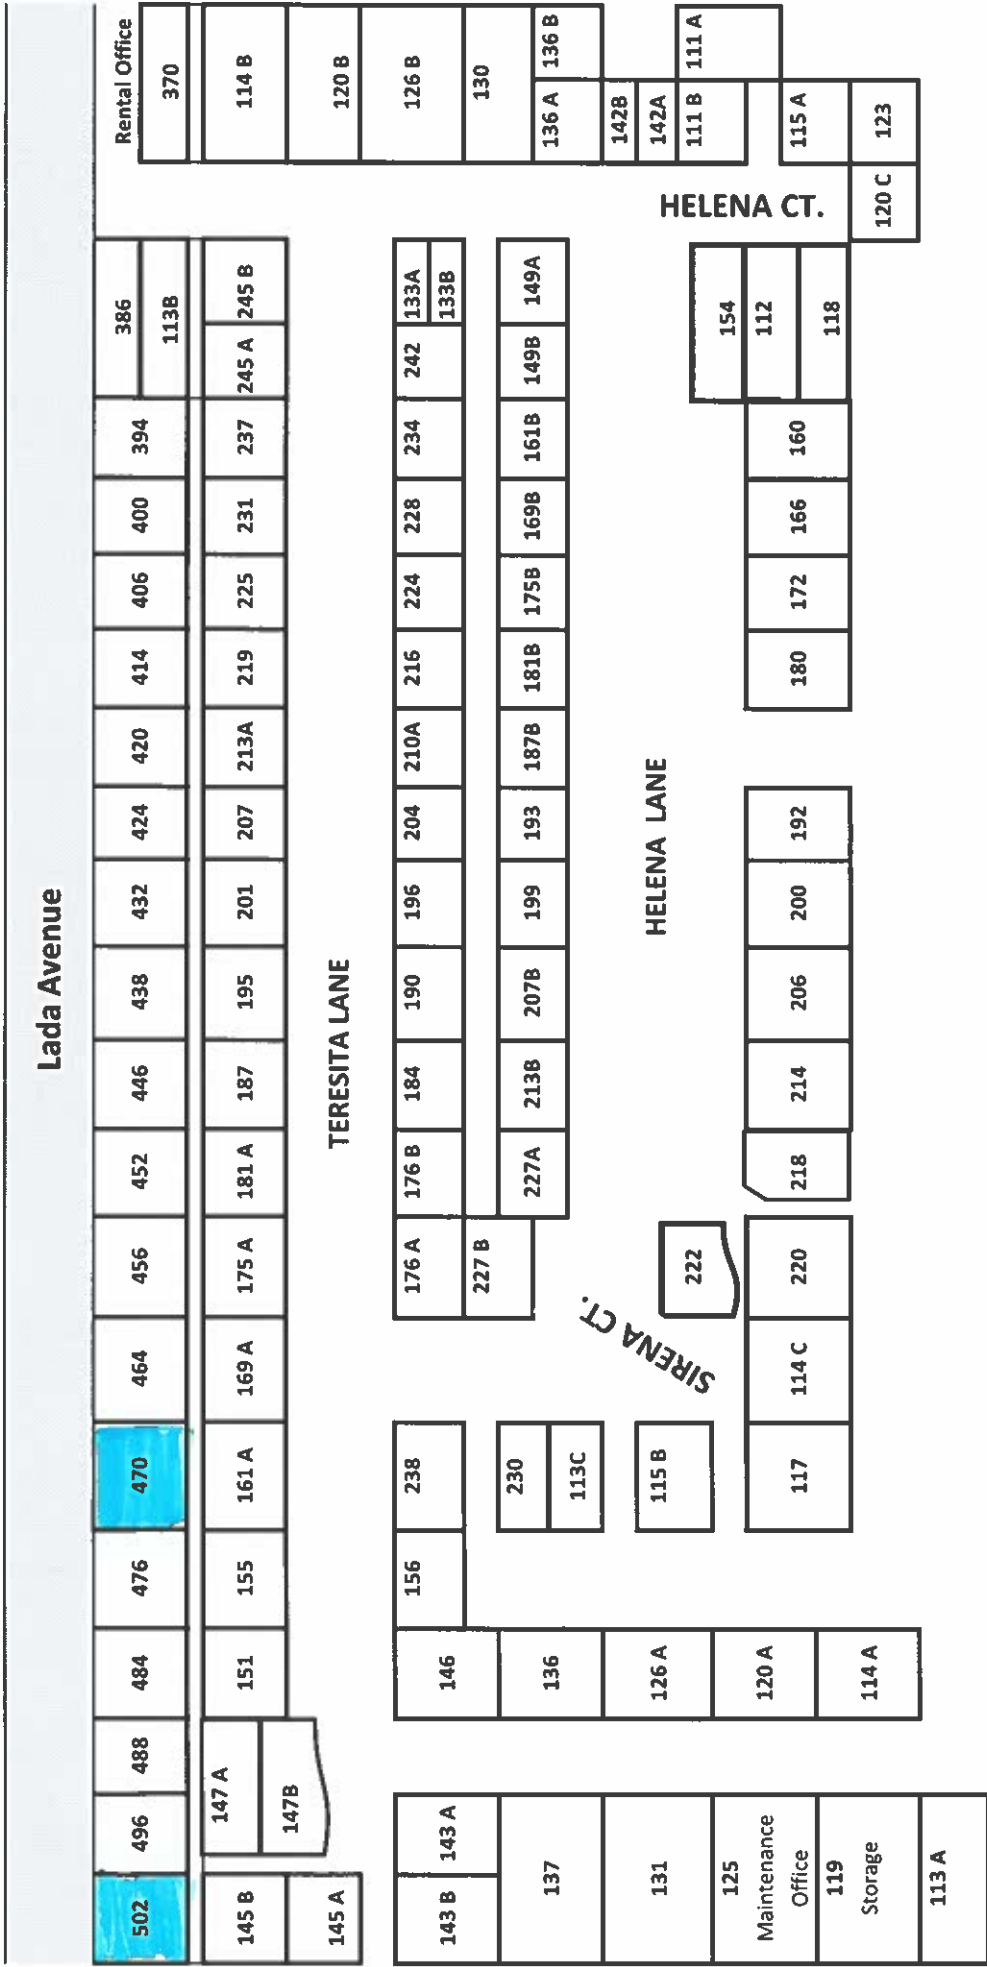 Lada Avenue
Rental Office
502 496 488 484 476 470 464 456 452 446 438 432 424 420 414 406 400 394 386 370
113B
147 A
145 B 151 155 161 A 169 A 175 A 181 A 187 195 201 207 213A 219 225 231 237 245 A 245 B 114 B
147B
145 A TERESITA LANE 120 B
143 B 143 A 146 156 238 176 A 176 B 184 190 196 204 210A 216 224 228 234 242 133A 126 B
133B
227 B 130
137 136 230 227A 213B 207B 199 193 187B 181B 175B 169B 161B 149B 149A 136 A 136 B
113C
SIRENA CT.
142B
131 126 A 115 B HELENA LANE 142A
222 HELENA CT. 111 B 111 A
125
Maintenance
Office
120 A 154
112
117 114 C 220 218 214 206 200 192 180 172 166 160 115 A
118
119
Storage
114 A 120 C 123
113 A